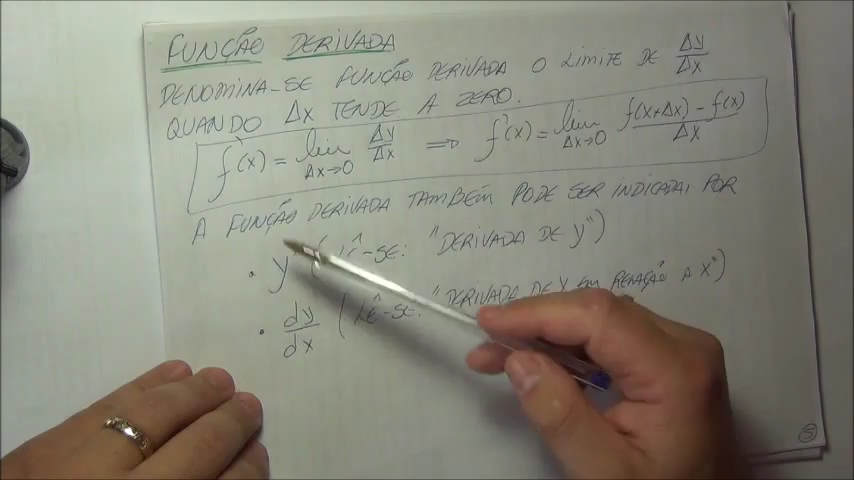 FUNÇÃO DERIVADA
DENOMINA-SE FUNÇÃO DERIVADA O LIMITE DE Δy/Δx
QUANDO Δx TENDE A ZERO.
f'(x) = lim Δx→0 Δy/Δx ⇒ f'(x) = lim Δx→0 f(x+Δx) - f(x)/Δx
A FUNÇÃO DERIVADA TAMBÉM PODE SER INDICADA POR
• y (LÊ-SE: "DERIVADA DE y")
• dy/dx (LÊ-SE: "DERIVADA DE Y EM RELAÇÃO A X")
5